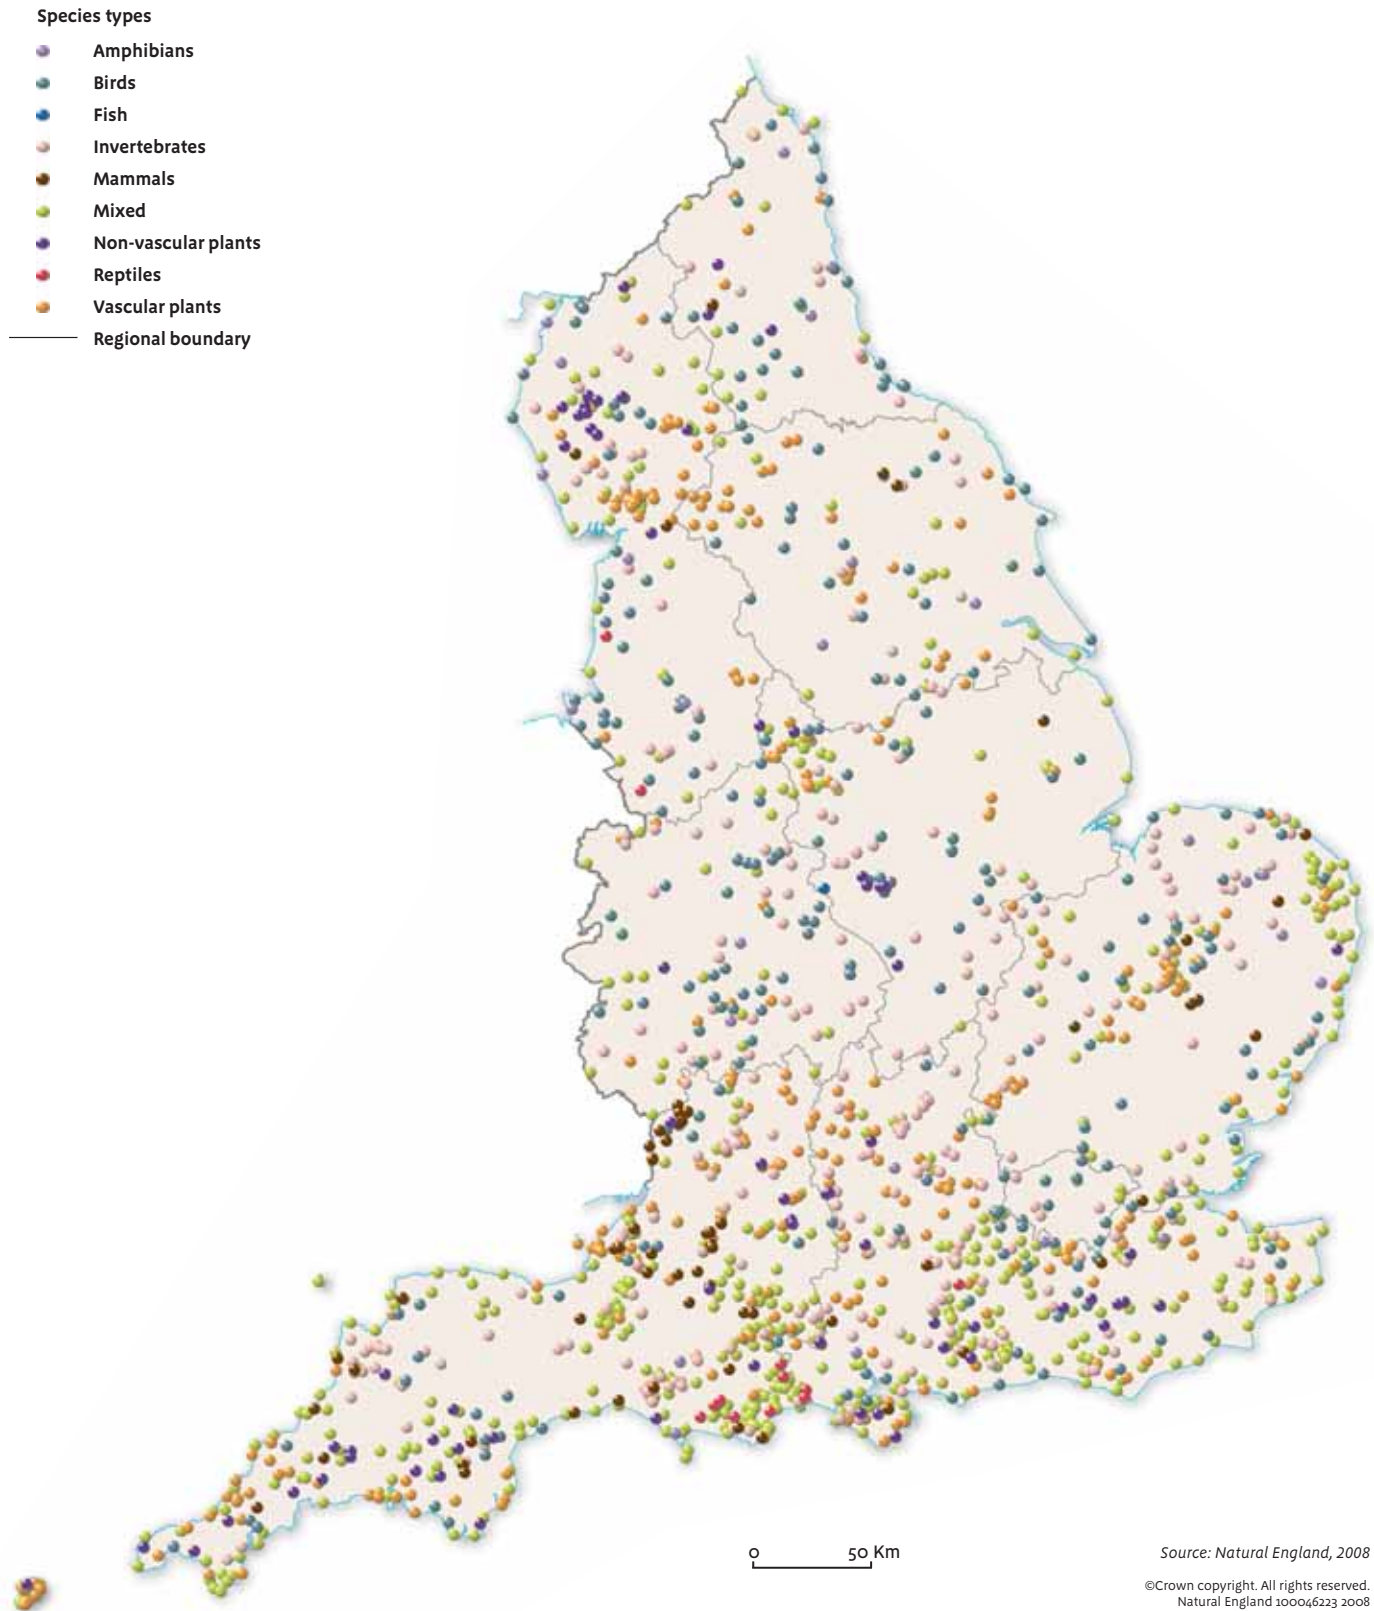 Species types
Amphibians
Birds
Fish
Invertebrates
Mammals
Mixed
Non-vascular plants
Reptiles
Vascular plants
Regional boundary
0 50 Km
Source: Natural England, 2008
©Crown copyright. All rights reserved.
Natural England 100046223 2008